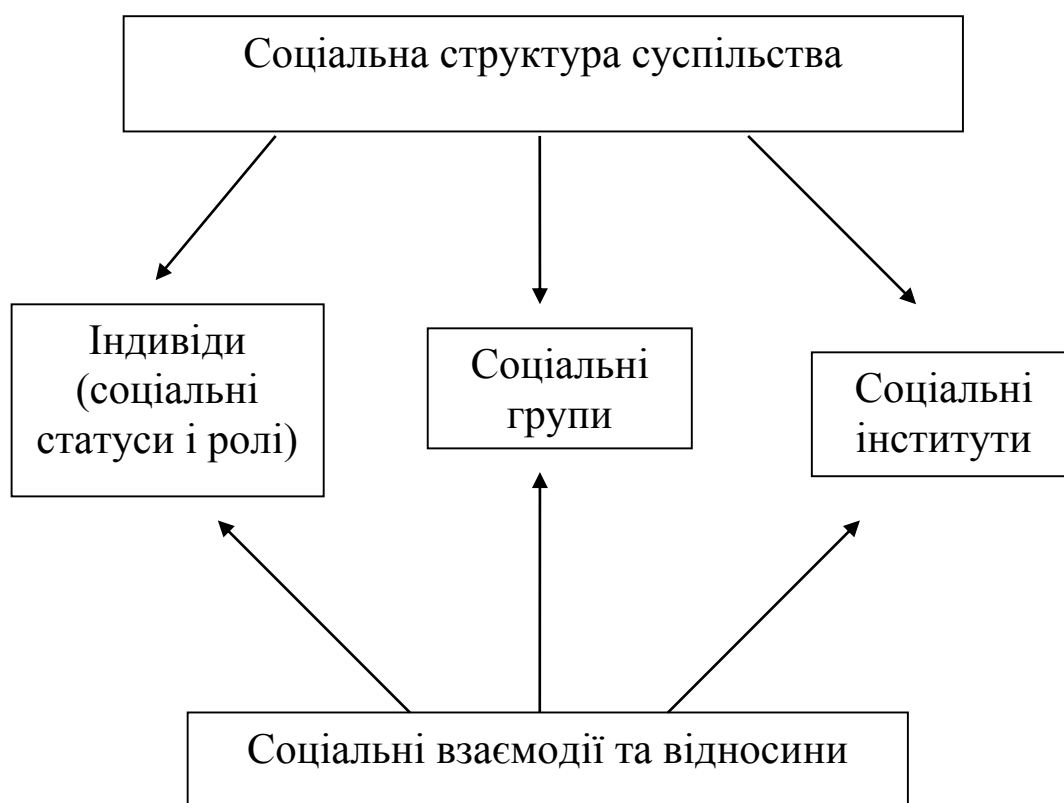 Соціальна структура суспільства
Індивіди
(соціальні
статуси і ролі)
Соціальні
групи
Соціальні
інститути
Соціальні взаємодії та відносини